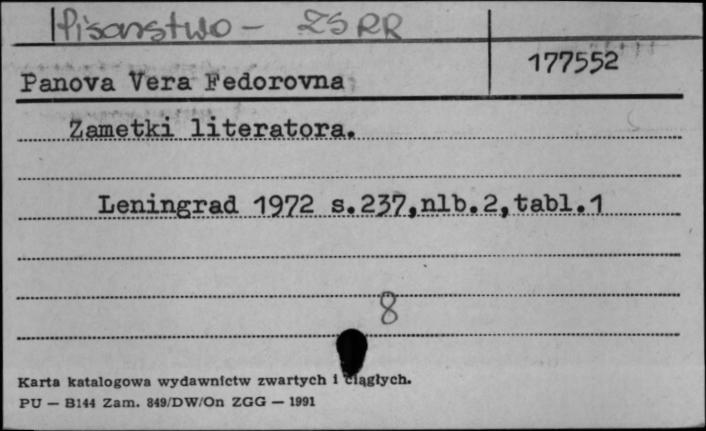 Pisarstwo - ZSRR
177552
Panova Vera Fedorovna
Zametki literatora.
Leningrad 1972 s.237,nlb.2,tabl.1
8
Karta katalogowa wydawnictw zwartych i ciągłych.
PU — B144 Zam. 849/DW/On ZGG — 1991